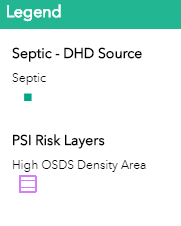 Legend
Septic - DHD Source
Septic
PSI Risk Layers
High OSDS Density Area